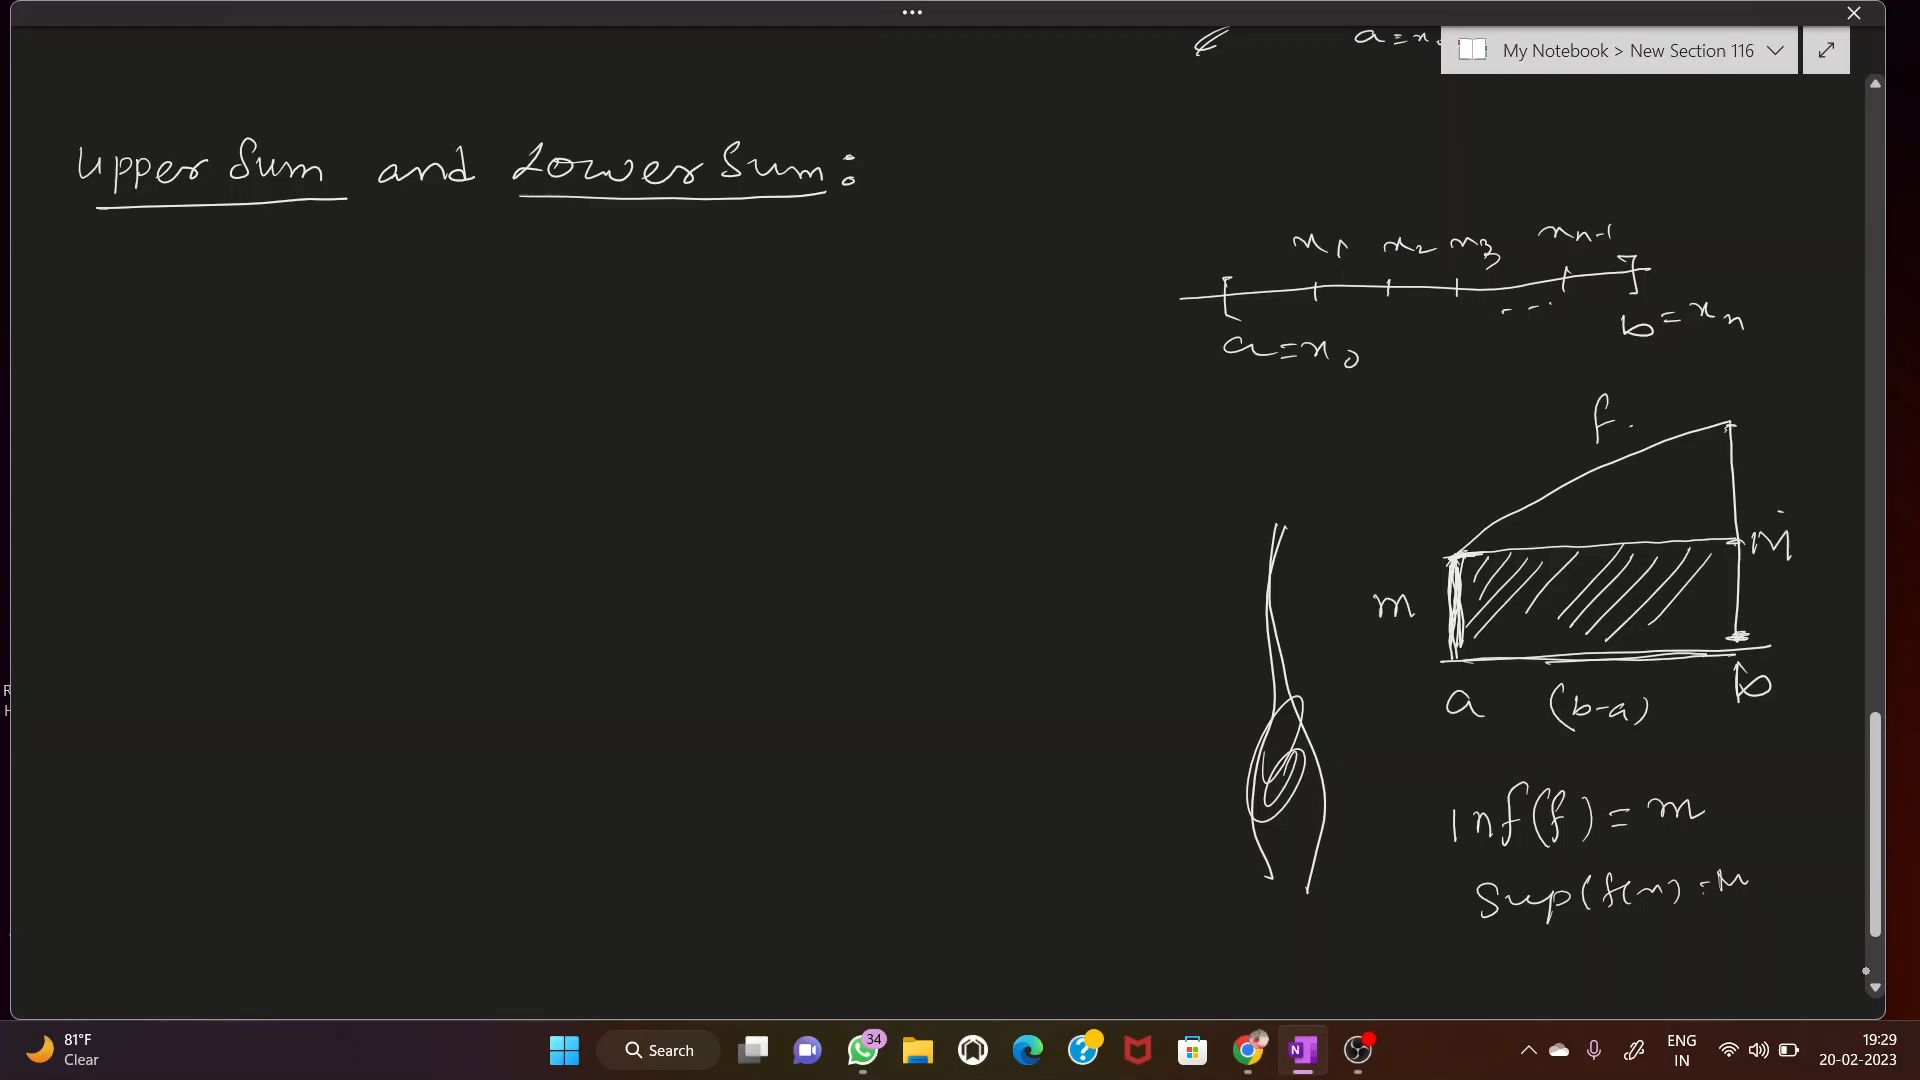 ...
a = x
My Notebook > New Section 116
Upper Sum and Lower Sum :
x1 x2 x3 xn-1
...
a = x0
b = xn
f.
M
m
a (b-a) b
Inf(f) = m
Sup(f(x) = M
R
H
34
81°F
Clear
Search
ENG
IN
19:29
20-02-2023